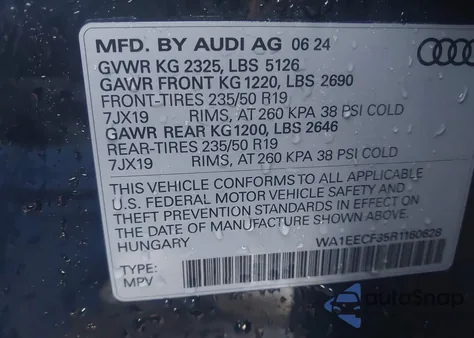 MFD. BY AUDI AG 06 24
GVWR KG 2325, LBS 5126
GAWR FRONT KG 1220, LBS 2690
FRONT-TIRES 235/50 R19
7JX19 RIMS, AT 260 KPA 38 PSI COLD
GAWR REAR KG 1200, LBS 2646
REAR-TIRES 235/50 R19
7JX19 RIMS, AT 260 KPA 38 PSI COLD
THIS VEHICLE CONFORMS TO ALL APPLICABLE
U.S. FEDERAL MOTOR VEHICLE SAFETY AND
THEFT PREVENTION STANDARDS IN EFFECT ON
THE DATE OF MANUFACTURE SHOWN ABOVE.
HUNGARY WA1EECF35R1160628
TYPE:
MPV
autoSnap